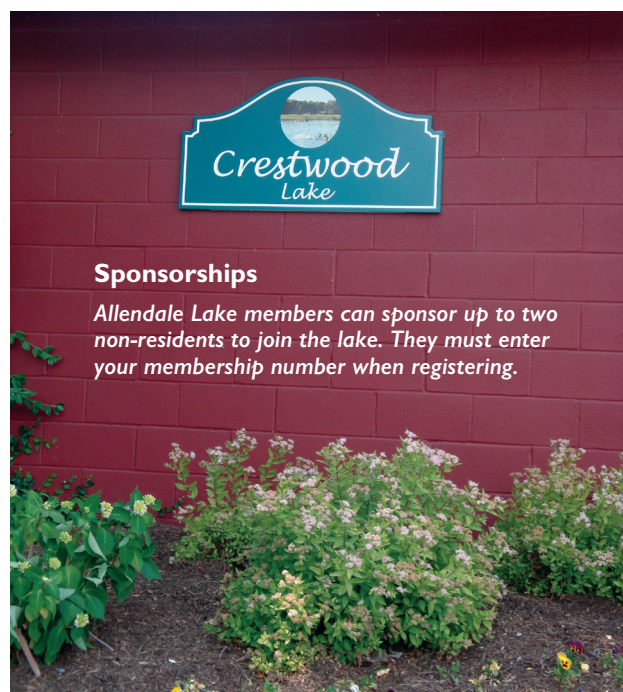 Crestwood
Lake
Sponsorships
Allendale Lake members can sponsor up to two
non-residents to join the lake. They must enter
your membership number when registering.